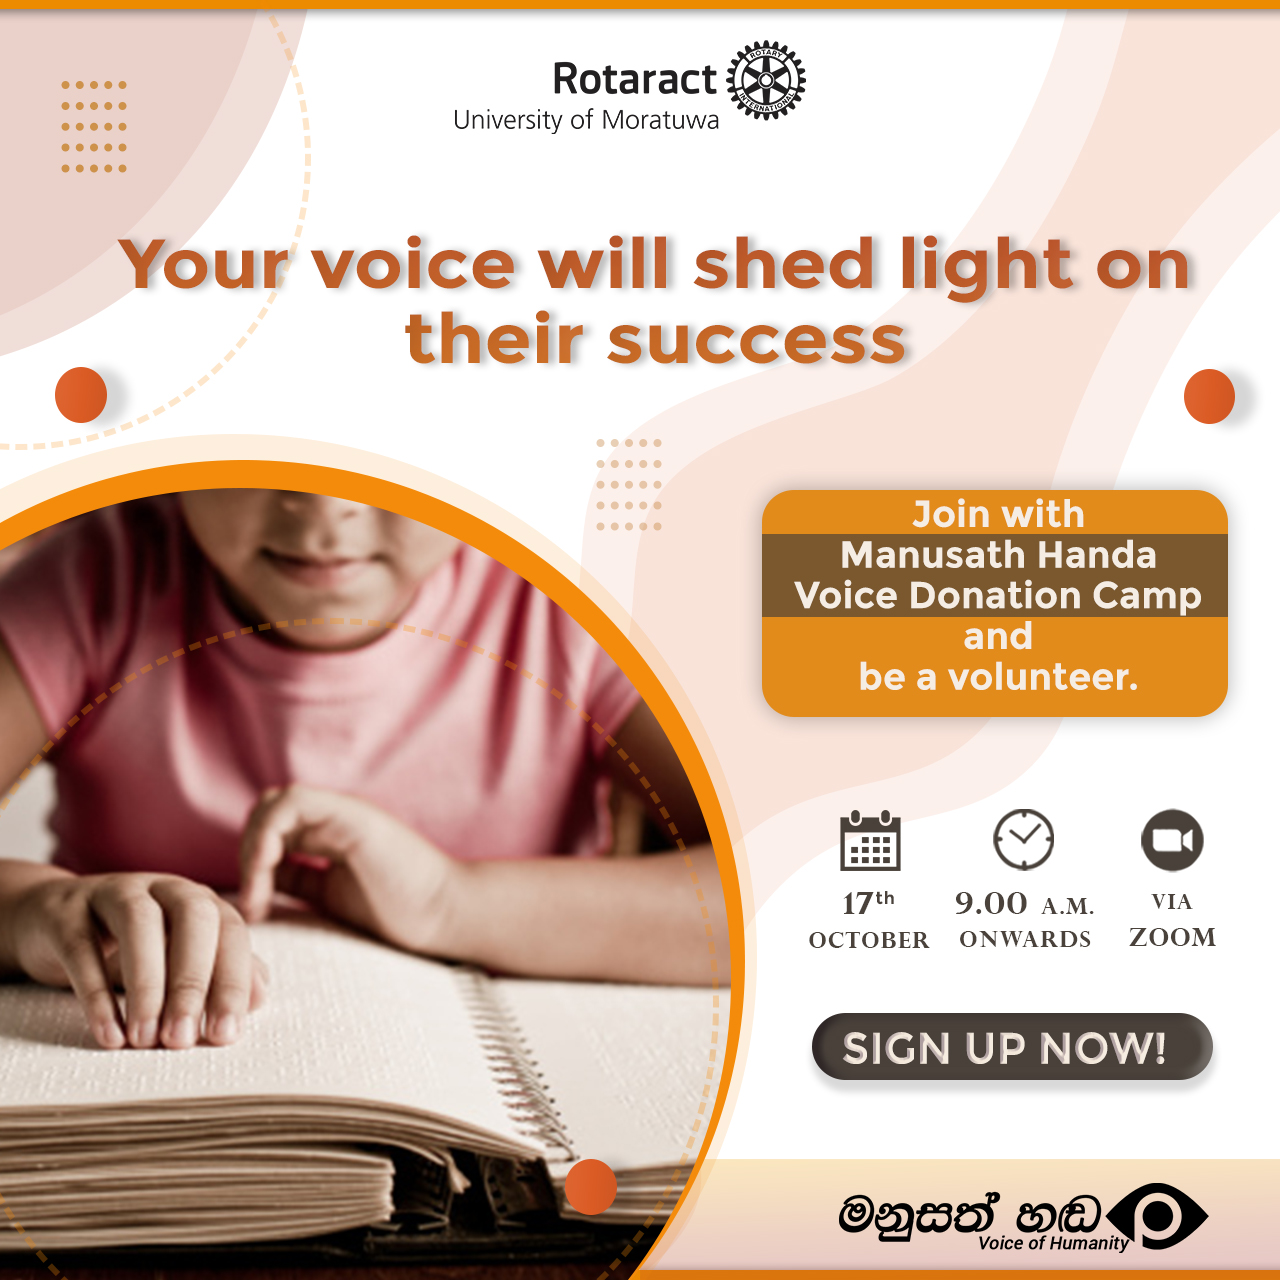 Rotaract
University of Moratuwa
ROTARY
INTERNATIONAL
Your voice will shed light on
their success
Join with
Manusath Handa
Voice Donation Camp
and
be a volunteer.
17th
OCTOBER
9.00 A.M.
ONWARDS
VIA
ZOOM
SIGN UP NOW!
මනුසත් හඬ
Voice of Humanity